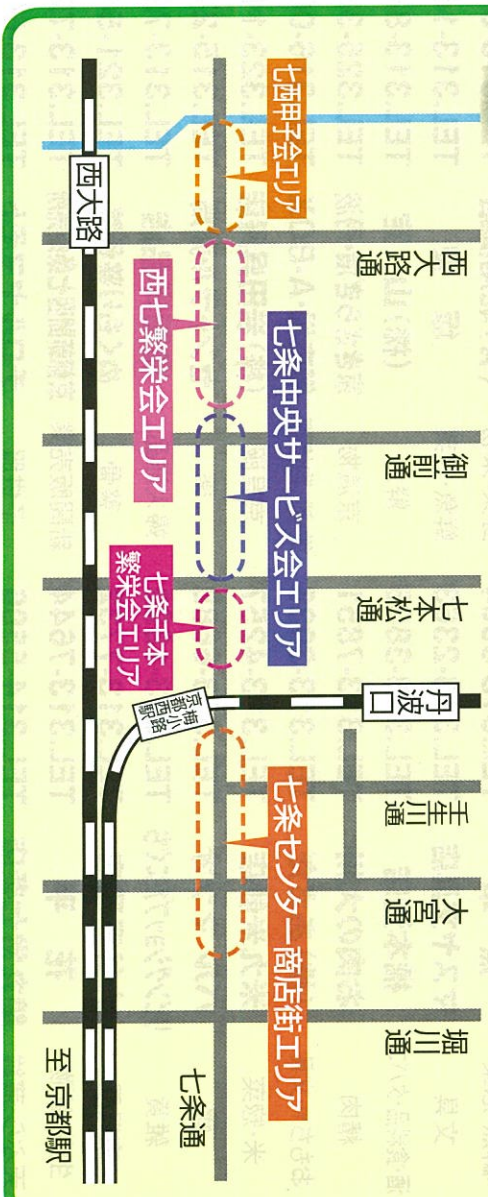 七西甲子会エリア
西大路
西大路通
西七繁栄会エリア
七条中央サービス会エリア
御前通
七本松通
七条千本
繁栄会エリア
梅小路
京都西駅
丹波口
壬生川通
大宮通
七条センター商店街エリア
堀川通
七条通
至 京都駅